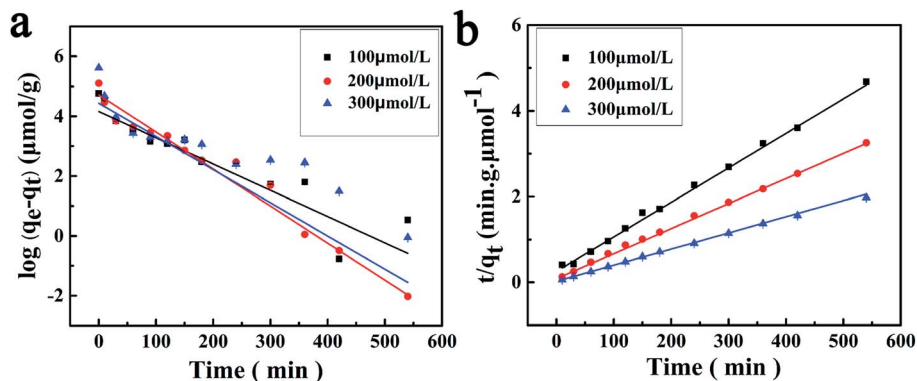 a
log (qe-qt) (μmol/g)
6
4
2
0
-2
100μmol/L
200μmol/L
300μmol/L
0
100
200
300
400
500
600
Time ( min )
b
t/qt (min.g.μmol⁻¹)
6
4
2
0
100μmol/L
200μmol/L
300μmol/L
0
100
200
300
400
500
600
Time ( min )